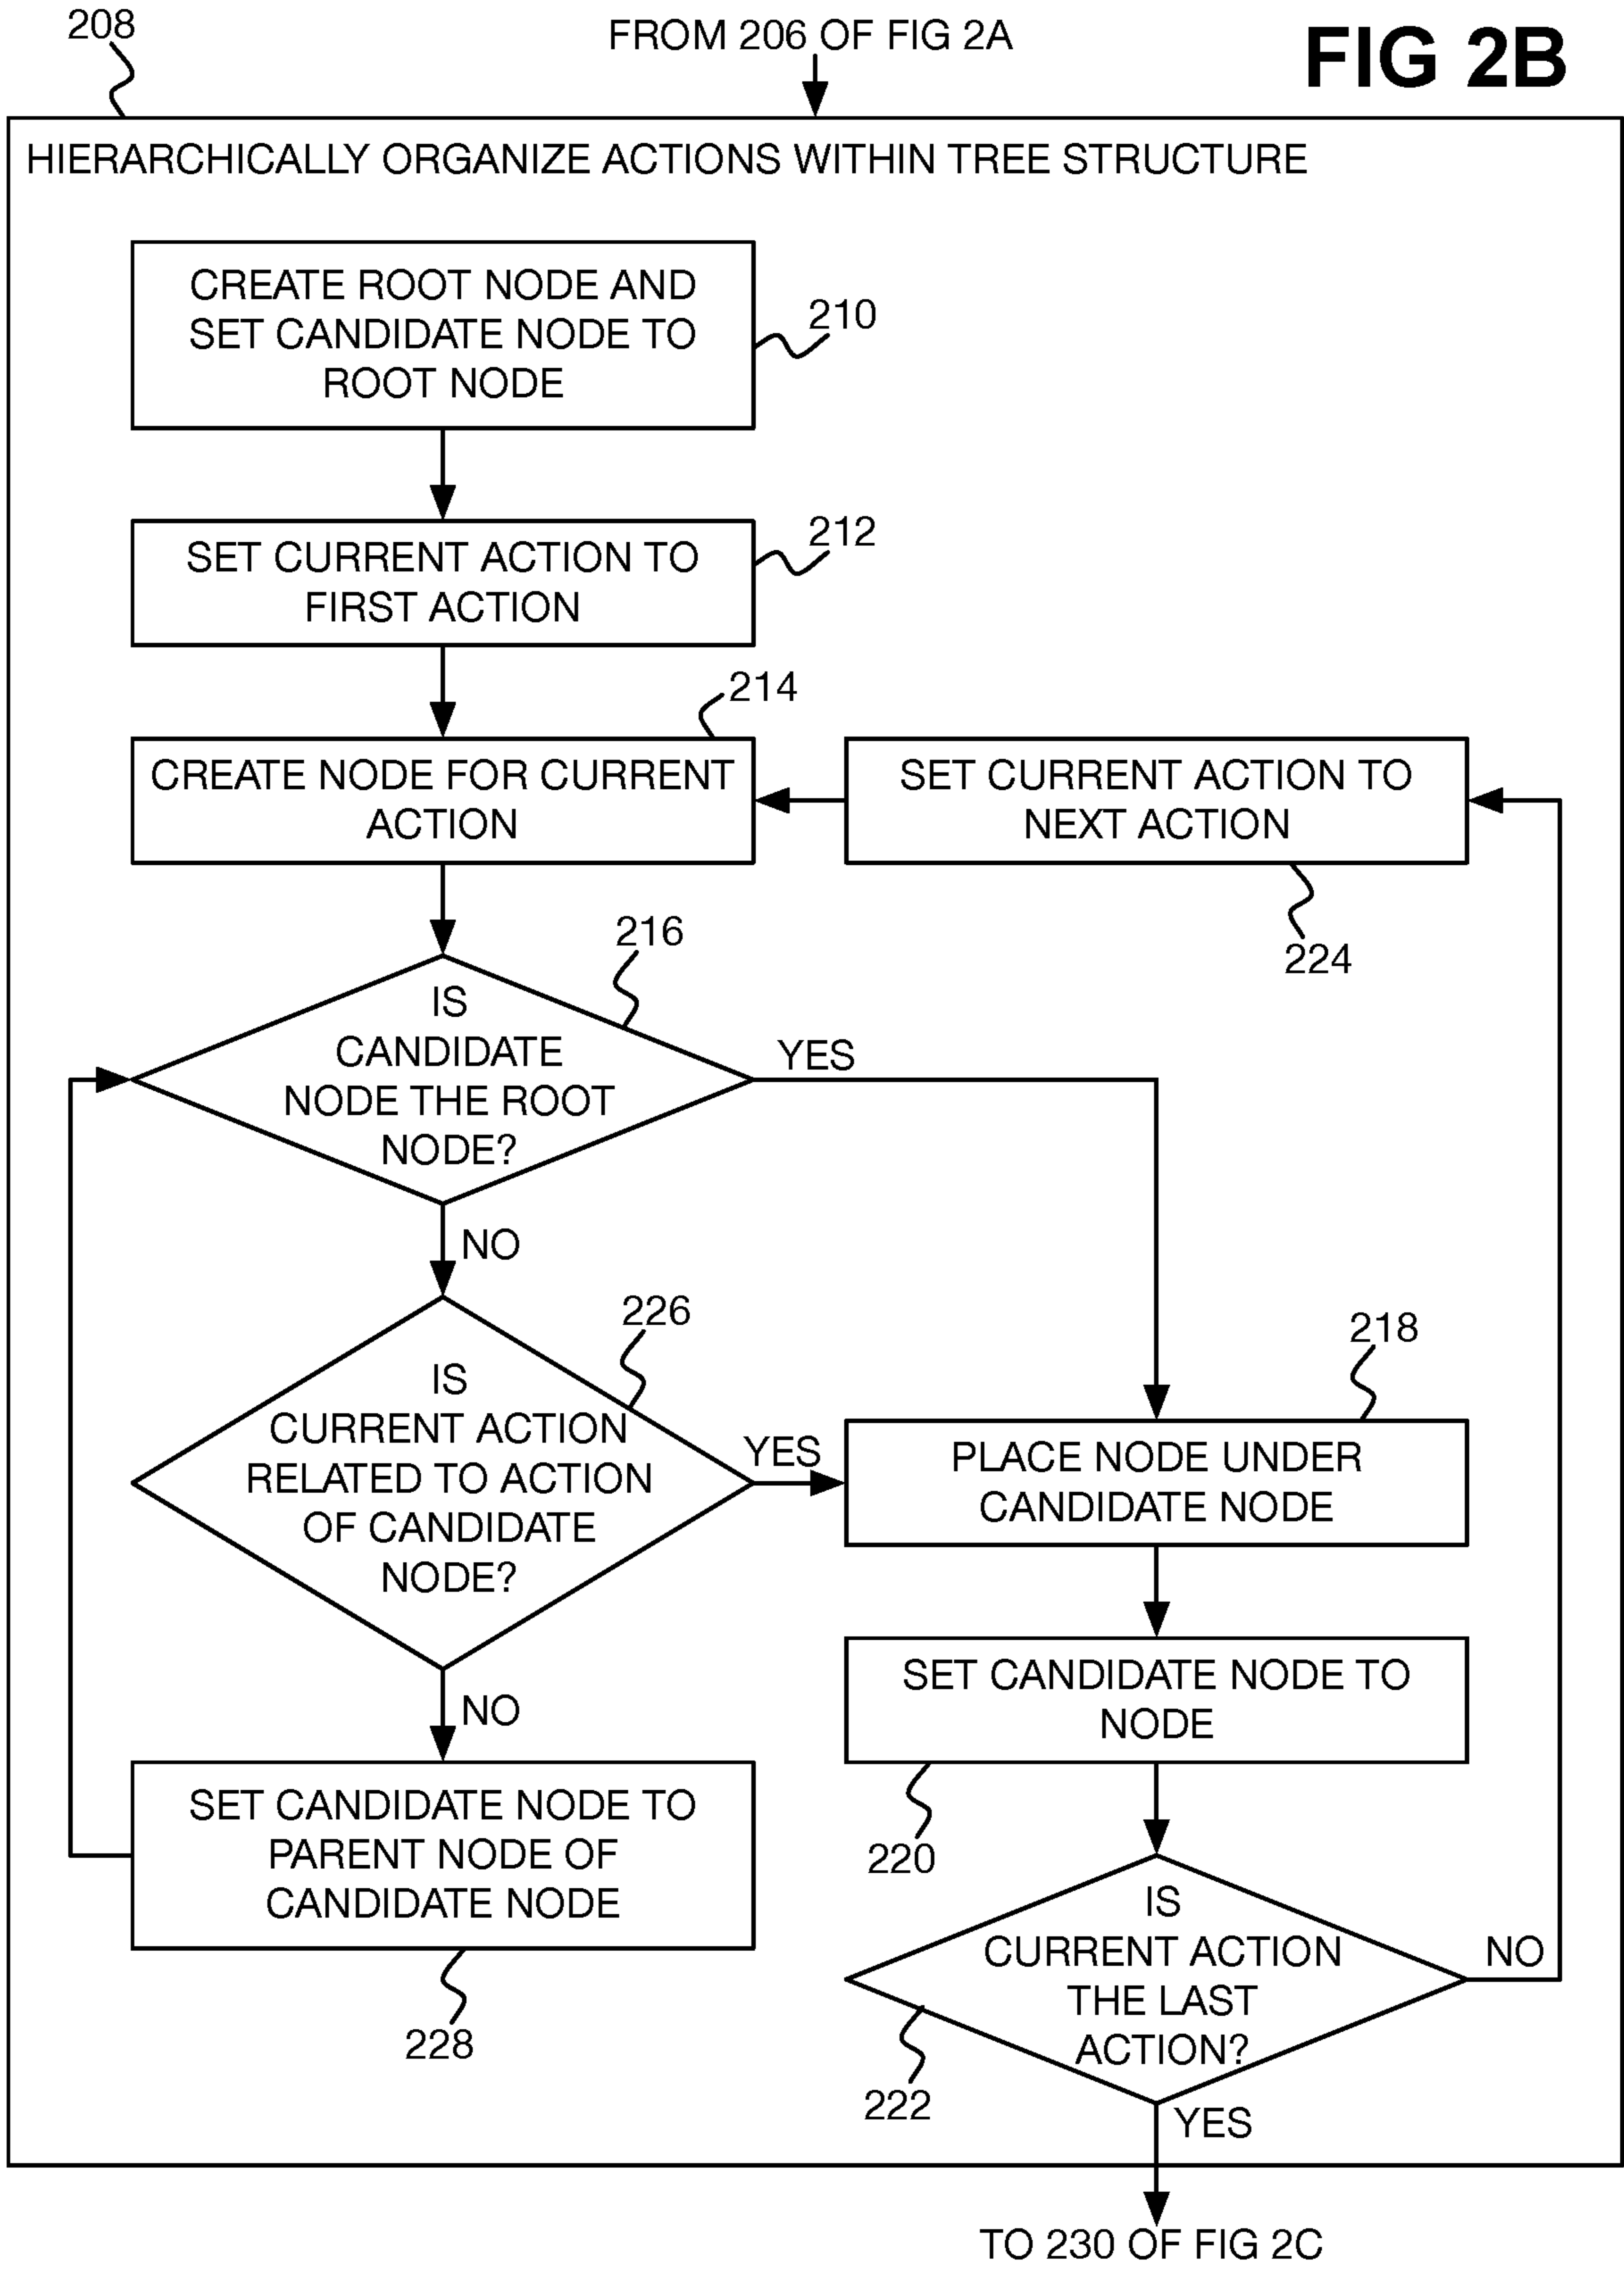 208
FROM 206 OF FIG 2A
FIG 2B
HIERARCHICALLY ORGANIZE ACTIONS WITHIN TREE STRUCTURE
CREATE ROOT NODE AND
SET CANDIDATE NODE TO
ROOT NODE
210
SET CURRENT ACTION TO
FIRST ACTION
212
214
CREATE NODE FOR CURRENT
ACTION
SET CURRENT ACTION TO
NEXT ACTION
224
216
IS
CANDIDATE
NODE THE ROOT
NODE?
YES
NO
226
IS
CURRENT ACTION
RELATED TO ACTION
OF CANDIDATE
NODE?
YES
218
PLACE NODE UNDER
CANDIDATE NODE
NO
SET CANDIDATE NODE TO
NODE
220
SET CANDIDATE NODE TO
PARENT NODE OF
CANDIDATE NODE
228
IS
CURRENT ACTION
THE LAST
ACTION?
NO
222
YES
TO 230 OF FIG 2C